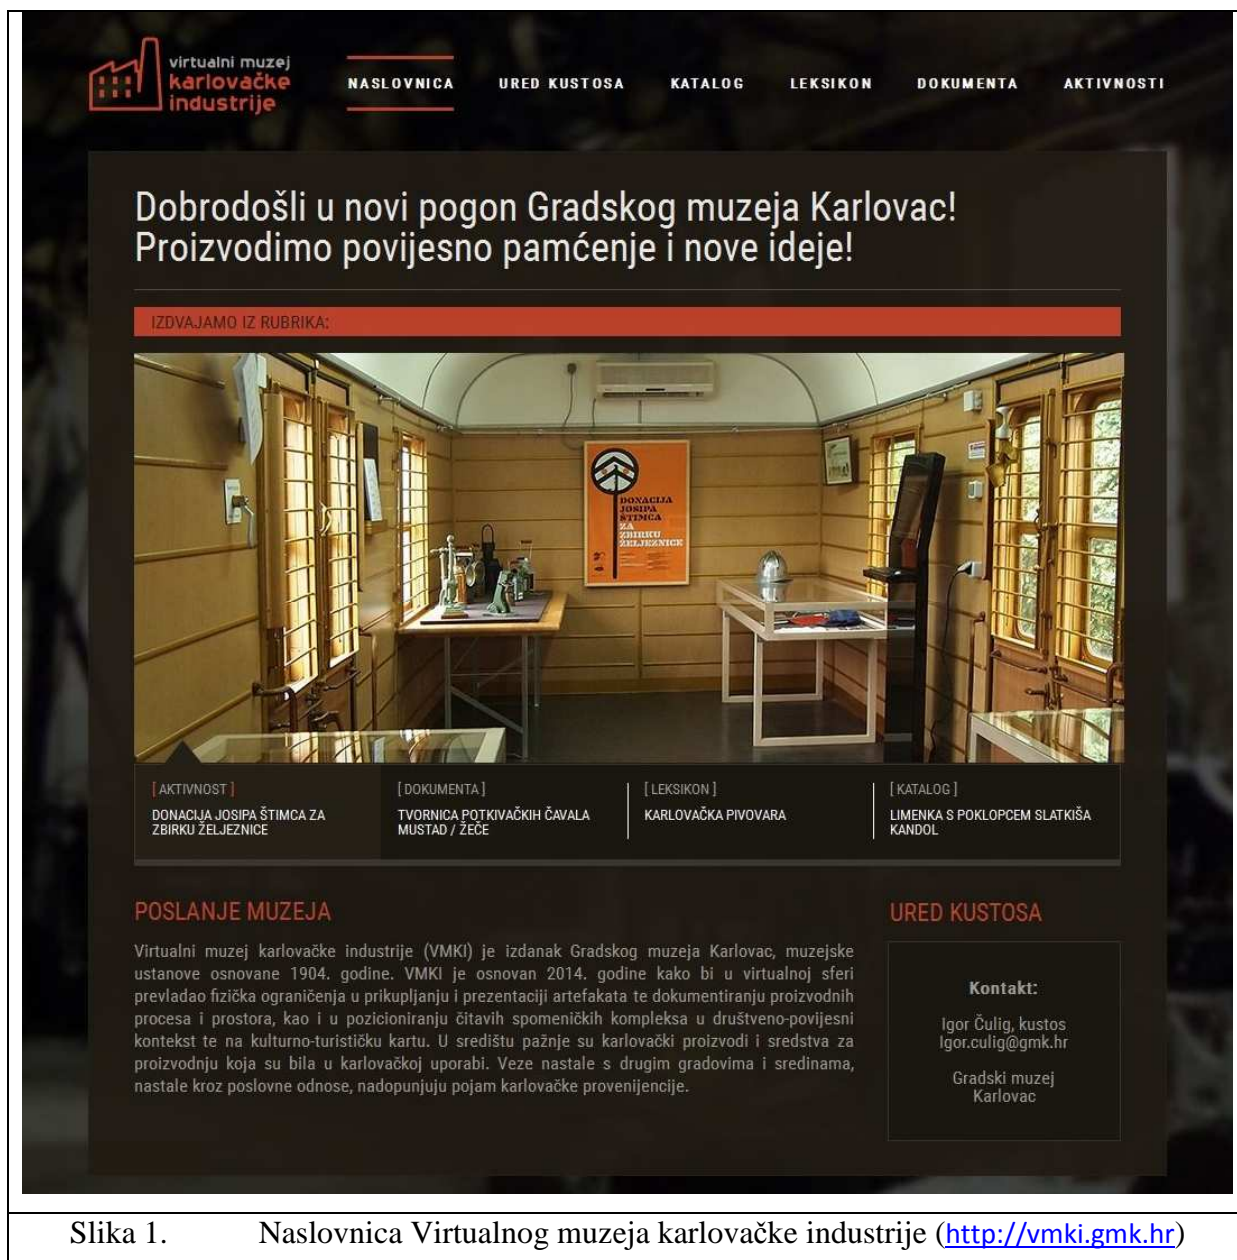 virtualni muzej
karlovačke
industrije
NASLOVNICA URED KUSTOSA KATALOG LEKSIKON DOKUMENTA AKTIVNOSTI
Dobrodošli u novi pogon Gradskog muzeja Karlovac!
Proizvodimo povijesno pamćenje i nove ideje!
IZDVAJAMO IZ RUBRIKA:
DONACIJA
JOSIPA
ŠTIMCA
ZA
ZBIRKU
ŽELJEZNICE
[ AKTIVNOST ]
DONACIJA JOSIPA ŠTIMCA ZA
ZBIRKU ŽELJEZNICE
[ DOKUMENTA ]
TVORNICA POTKIVAČKIH ČAVALA
MUSTAD / ŽEČE
[ LEKSIKON ]
KARLOVAČKA PIVOVARA
[ KATALOG ]
LIMENKA S POKLOPCEM SLATKIŠA
KANDOL
POSLANJE MUZEJA
Virtualni muzej karlovačke industrije (VMKI) je izdanak Gradskog muzeja Karlovac, muzejske
ustanove osnovane 1904. godine. VMKI je osnovan 2014. godine kako bi u virtualnoj sferi
prevladao fizička ograničenja u prikupljanju i prezentaciji artefakata te dokumentiranju proizvodnih
procesa i prostora, kao i u pozicioniranju čitavih spomeničkih kompleksa u društveno-povijesni
kontekst te na kulturno-turističku kartu. U središtu pažnje su karlovački proizvodi i sredstva za
proizvodnju koja su bila u karlovačkoj uporabi. Veze nastale s drugim gradovima i sredinama,
nastale kroz poslovne odnose, nadopunjuju pojam karlovačke provenijencije.
URED KUSTOSA
Kontakt:
Igor Čulig, kustos
Igor.culig@gmk.hr
Gradski muzej
Karlovac
Slika 1. Naslovnica Virtualnog muzeja karlovačke industrije (http://vmki.gmk.hr)